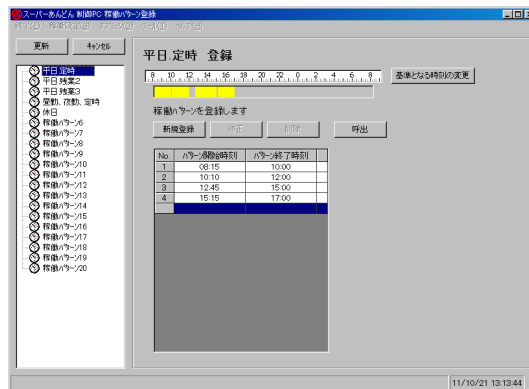 スーパーあんどん 制御PC 稼働パターン登録
更新
キャンセル
平日.定時
平日.残業2
平日.残業3
昼勤、夜勤、定時
休日
稼働パターン6
稼働パターン7
稼働パターン8
稼働パターン9
稼働パターン10
稼働パターン11
稼働パターン12
稼働パターン13
稼働パターン14
稼働パターン15
稼働パターン16
稼働パターン17
稼働パターン18
稼働パターン19
稼働パターン20
平日.定時 登録
8 10 12 14 16 18 20 22 0 2 4 6 8
基準となる時刻の変更
稼働パターンを登録します
新規登録 修正 削除 呼出
No. パターン開始時刻 パターン終了時刻
1 08:15 10:00
2 10:10 12:00
3 12:45 15:00
4 15:15 17:00
11/10/21 13:13:44